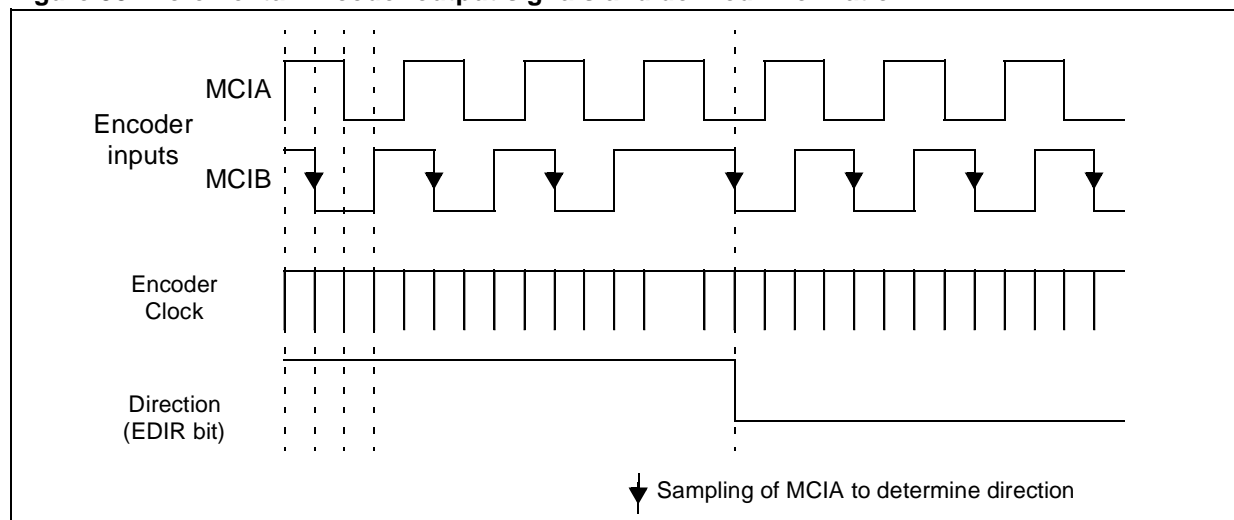 MCIA
Encoder
inputs
MCIB
Encoder
Clock
Direction
(EDIR bit)
Sampling of MCIA to determine direction